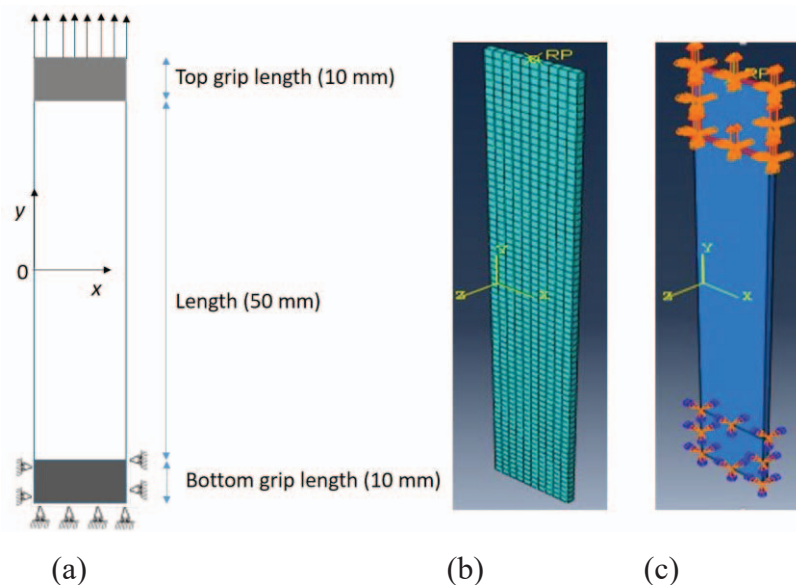 Top grip length (10 mm)
y
0
x
Length (50 mm)
Bottom grip length (10 mm)
RP
Y
Z
X
RP
Y
Z
X
(a)
(b)
(c)